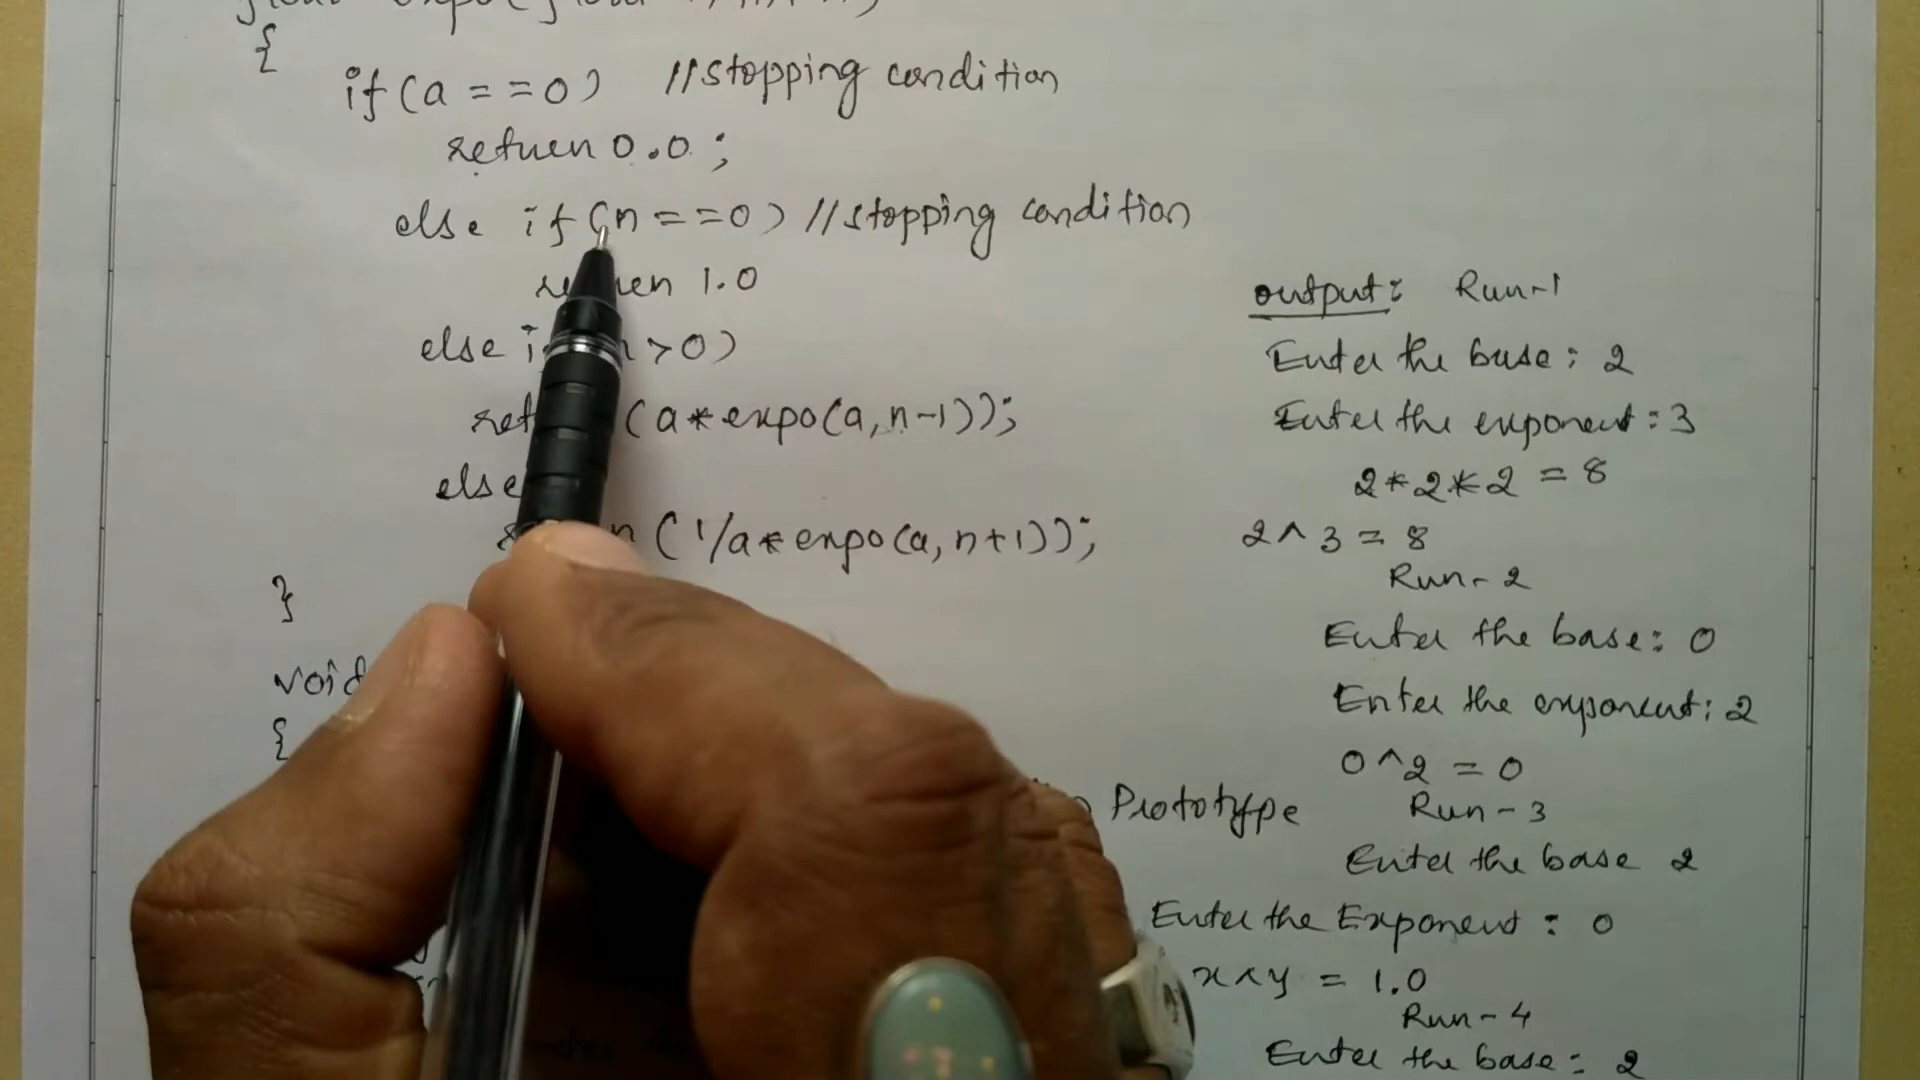 {
if(a==0) //stopping condition
return 0.0;
else if(n==0) //stopping condition
1.0
else >0)
(a*expo(a,n-1));
else
(1/a*expo(a,n+1));
}
void
{
Prototype
output: Run-1
Enter the base: 2
Enter the exponent: 3
2*2*2 = 8
2^3 = 8
Run-2
Enter the base: 0
Enter the exponent: 2
0^2 = 0
Run-3
Enter the base 2
Enter the Exponent: 0
x^y = 1.0
Run-4
Enter the base: 2